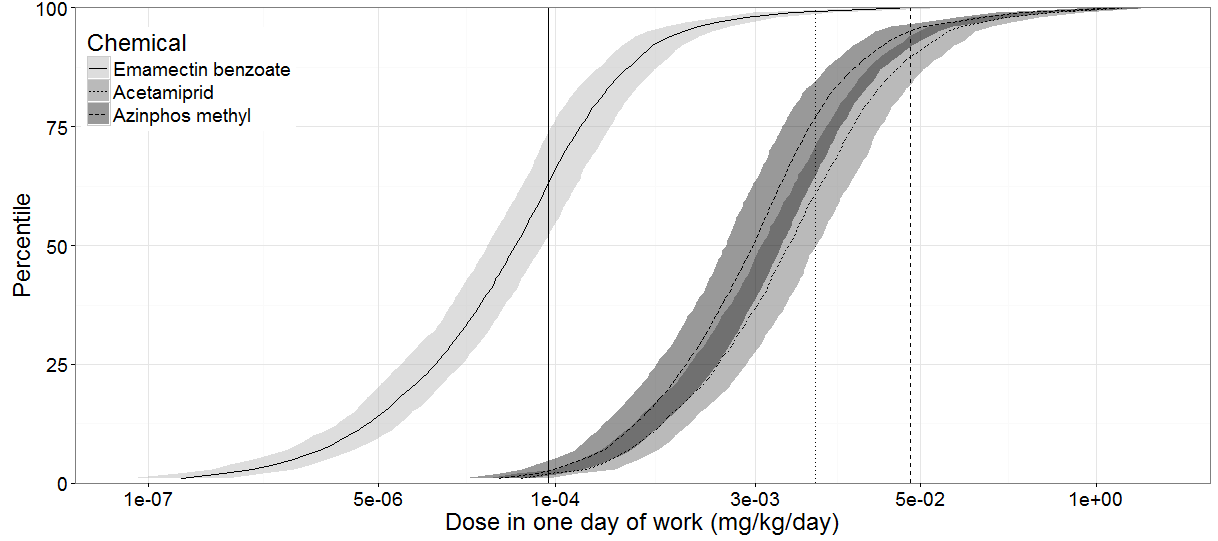 Chemical
Emamectin benzoate
Acetamiprid
Azinphos methyl
Percentile
100
75
50
25
0
1e-07 5e-06 1e-04 3e-03 5e-02 1e+00
Dose in one day of work (mg/kg/day)